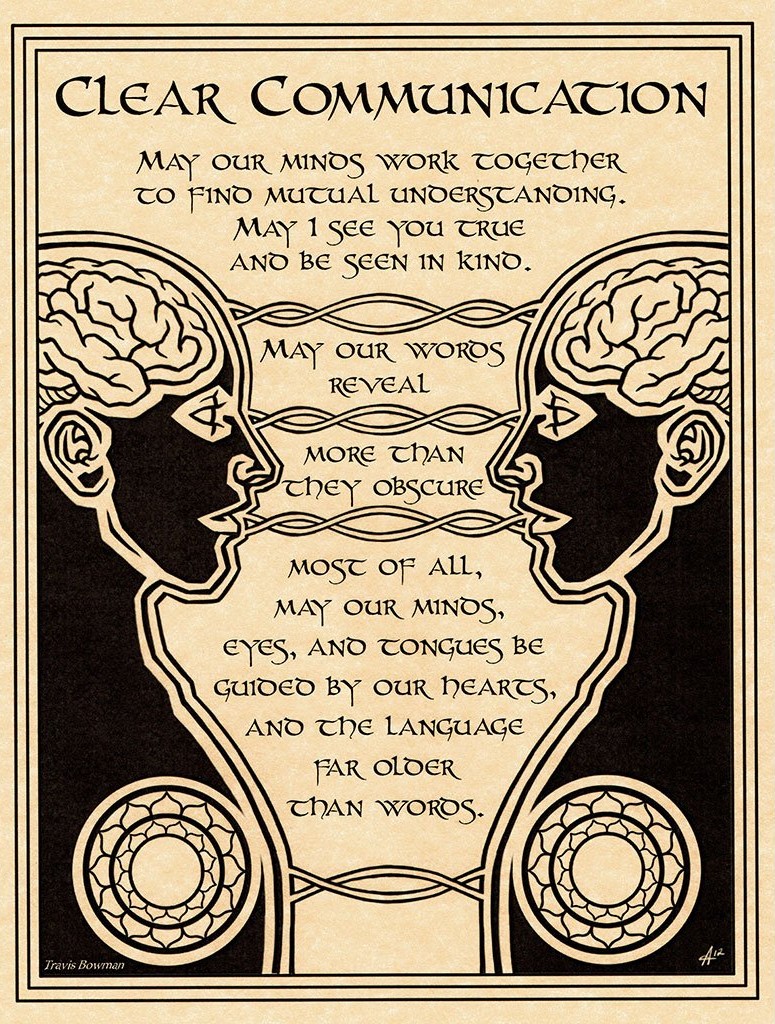 Clear Communication
May our minds work together
to find mutual understanding.
May I see you true
and be seen in kind.
May our words
reveal
more than
they obscure
most of all,
may our minds,
eyes, and tongues be
guided by our hearts,
and the language
far older
than words.
Travis Bowman